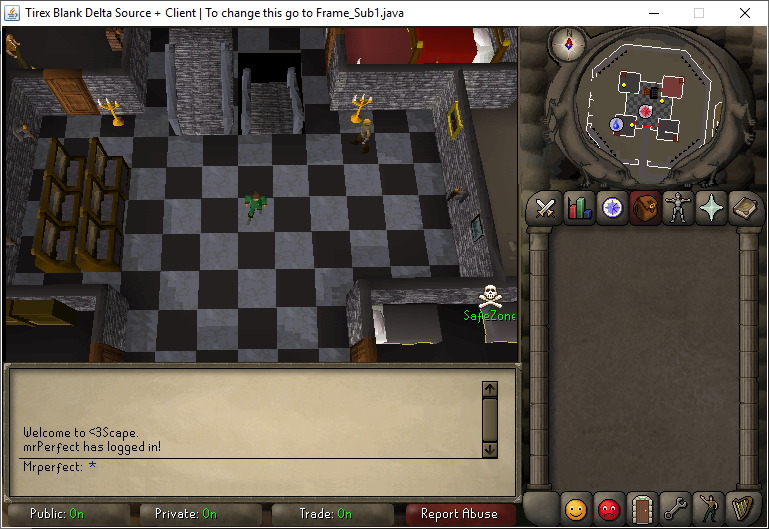 Tirex Blank Delta Source + Client | To change this go to Frame_Sub1.java
N
SafeZone
Welcome to <3Scape.
mrPerfect has logged in!
Mrperfect: *
Public: On Private: On Trade: On Report Abuse